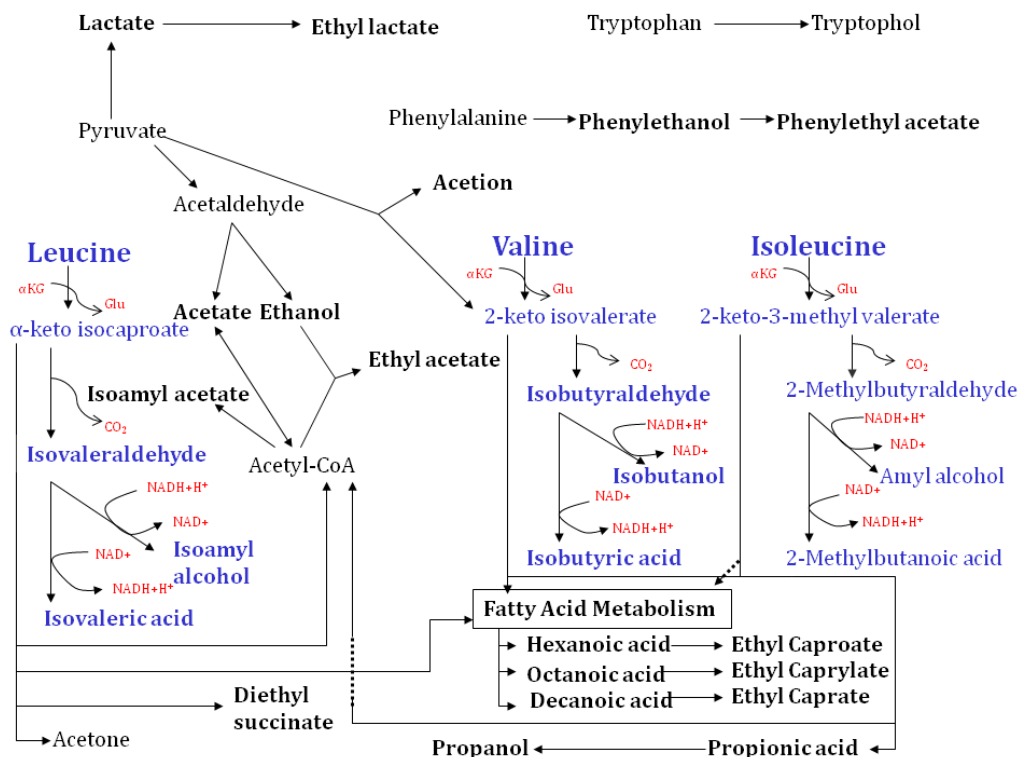 Lactate
Ethyl lactate
Tryptophan
Tryptophol
Pyruvate
Phenylalanine
Phenylethanol
Phenylethyl acetate
Acetion
Acetaldehyde
Leucine
Valine
Isoleucine
αKG
Glu
αKG
Glu
αKG
Glu
α-keto isocaproate
Acetate
Ethanol
2-keto isovalerate
2-keto-3-methyl valerate
Ethyl acetate
CO2
CO2
Isoamyl acetate
Isobutyraldehyde
2-Methylbutyraldehyde
CO2
Isovaleraldehyde
Acetyl-CoA
NADH+H+
NAD+
NADH+H+
NAD+
Isobutanol
Amyl alcohol
NADH+H+
NAD+
NAD+
NADH+H+
NAD+
NADH+H+
Isoamyl
alcohol
NAD+
NADH+H+
Isobutyric acid
2-Methylbutanoic acid
Isovaleric acid
Fatty Acid Metabolism
Hexanoic acid
Ethyl Caproate
Octanoic acid
Ethyl Caprylate
Decanoic acid
Ethyl Caprate
Diethyl
succinate
Acetone
Propanol
Propionic acid